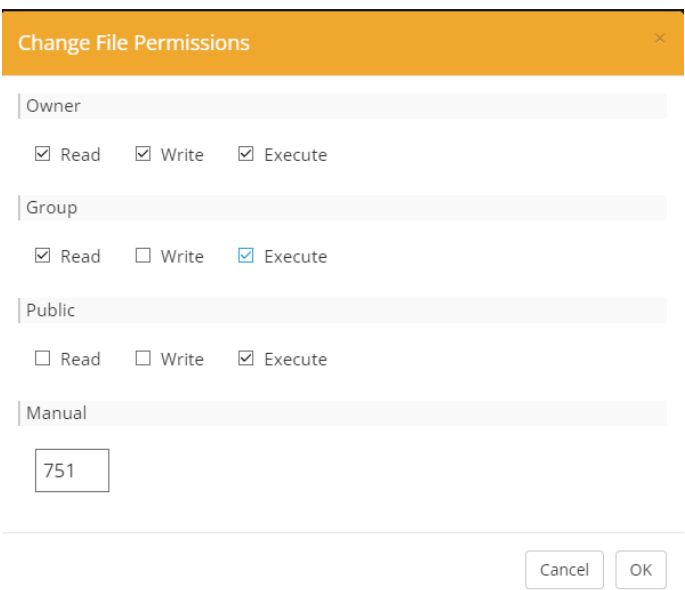 Change File Permissions ×
Owner
Read Write Execute
Group
Read Write Execute
Public
Read Write Execute
Manual
751
Cancel OK